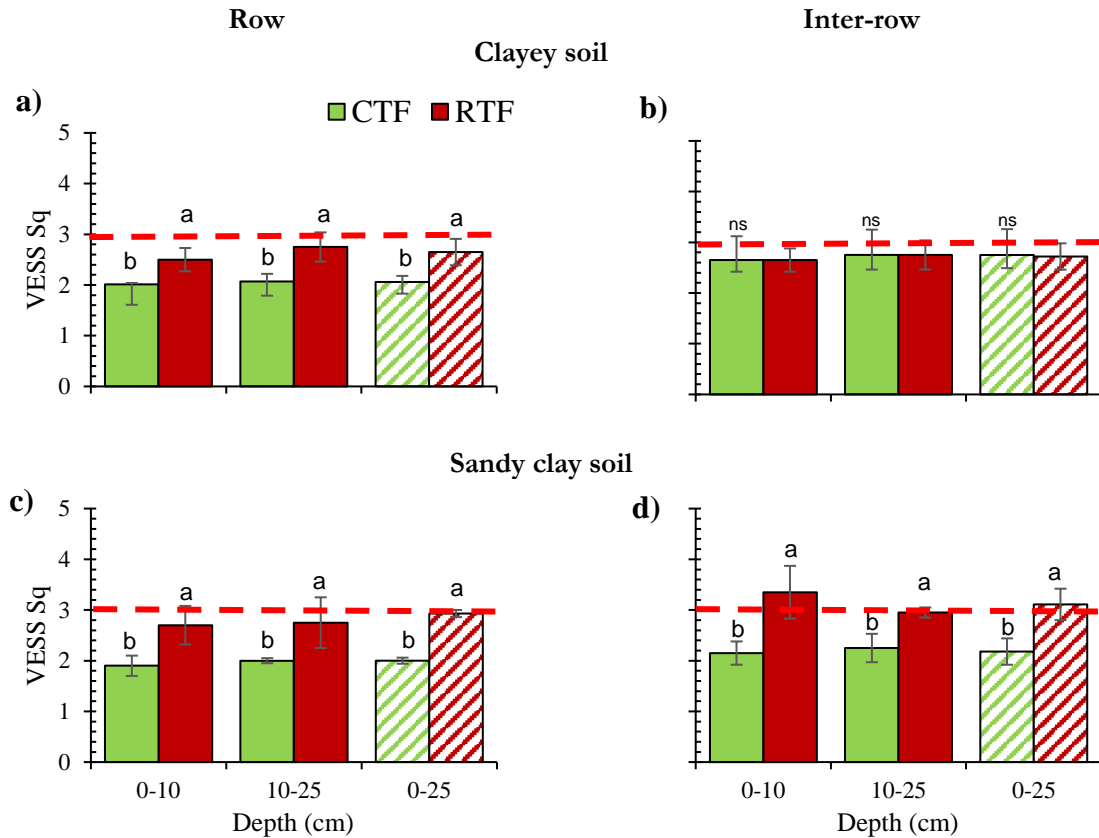 Row Inter-row
Clayey soil
a) CTF RTF b)
5
4
3
2
1
0
VESS Sq
b a b a b a
ns ns ns
Sandy clay soil
c) d)
5
4
3
2
1
0
VESS Sq
b a b a b a
b a b a b a
0-10 10-25 0-25
Depth (cm)
0-10 10-25 0-25
Depth (cm)